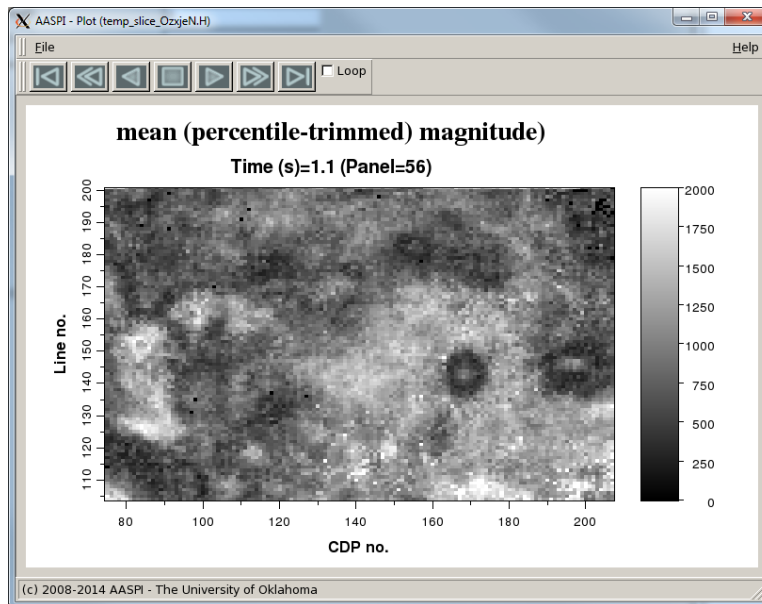 AASPI - Plot (temp_slice_OzxjeN.H)
File Help
Loop
mean (percentile-trimmed) magnitude)
Time (s)=1.1 (Panel=56)
200
190
180
170
160
150
140
130
120
110
Line no.
80 100 120 140 160 180 200
CDP no.
2000
1750
1500
1250
1000
750
500
250
0
(c) 2008-2014 AASPI - The University of Oklahoma